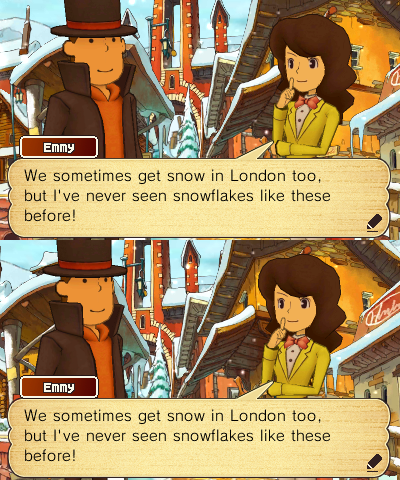 Emmy
We sometimes get snow in London too,
but I've never seen snowflakes like these
before!
Emmy
We sometimes get snow in London too,
but I've never seen snowflakes like these
before!